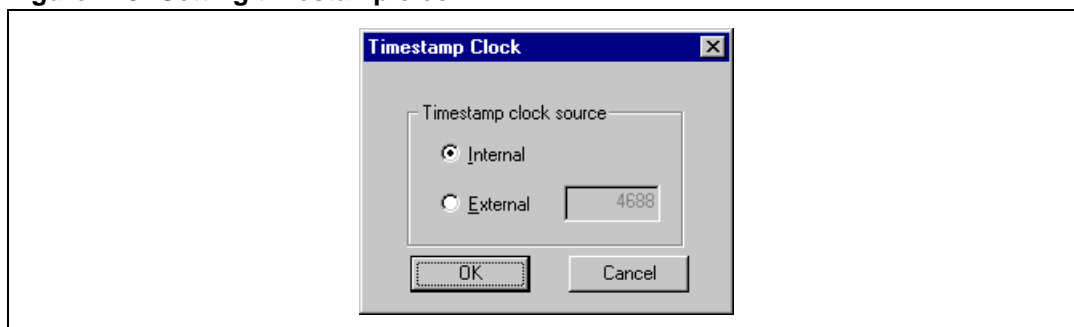 Timestamp Clock
Timestamp clock source
Internal
External 4688
OK Cancel